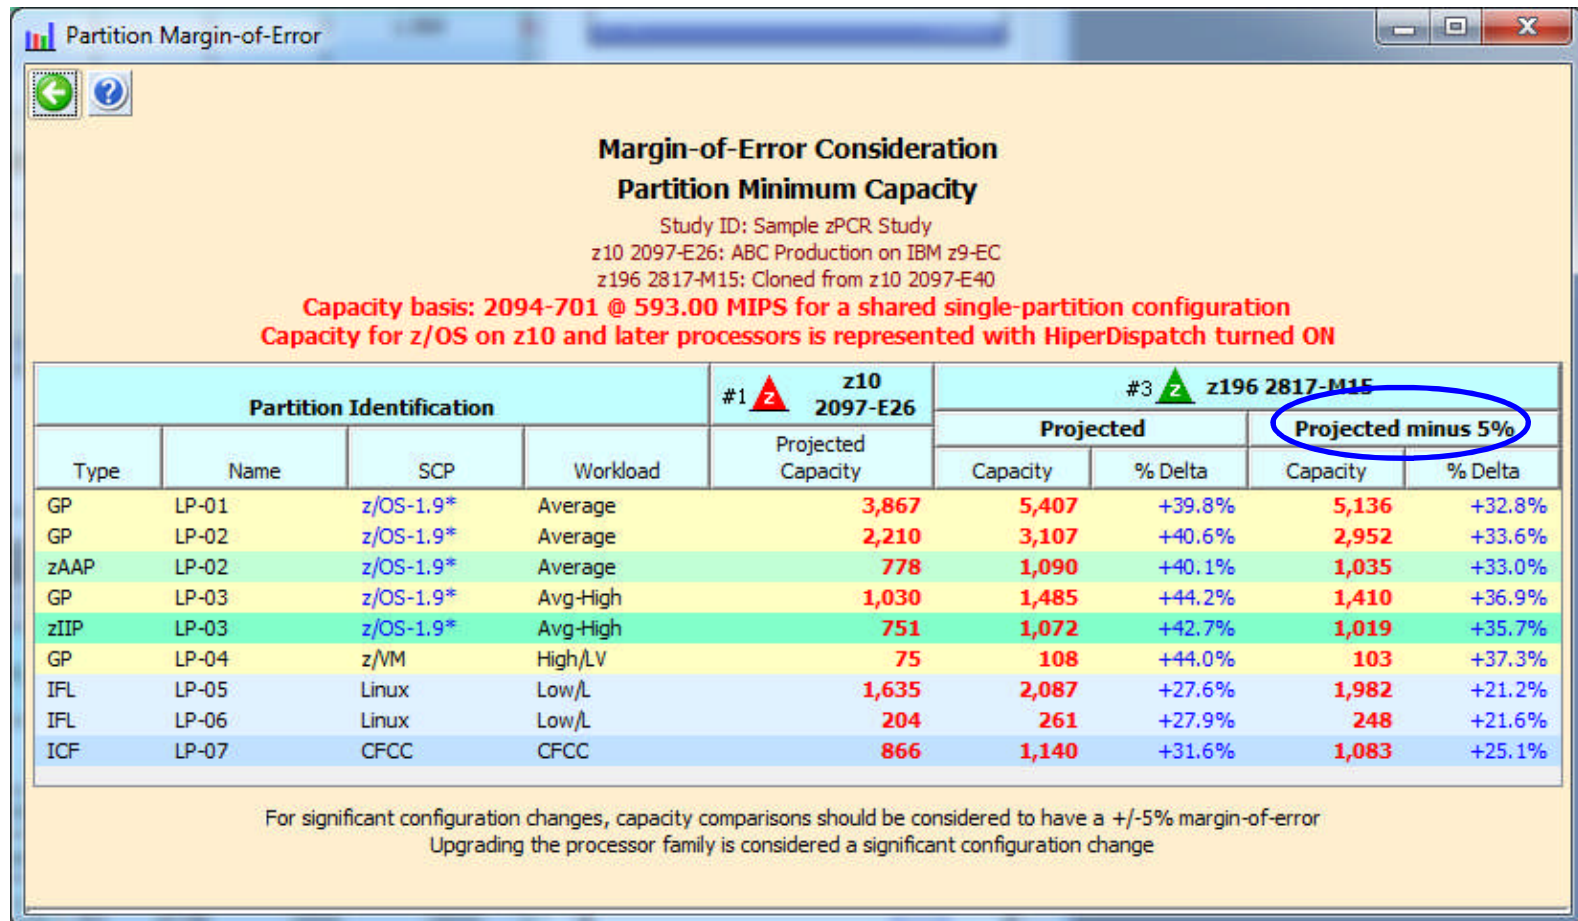 Partition Margin-of-Error
Margin-of-Error Consideration
Partition Minimum Capacity
Study ID: Sample zPCR Study
z10 2097-E26: ABC Production on IBM z9-EC
z196 2817-M15: Cloned from z10 2097-E40
Capacity basis: 2094-701 @ 593.00 MIPS for a shared single-partition configuration
Capacity for z/OS on z10 and later processors is represented with HiperDispatch turned ON
Partition Identification #1 z z10 2097-E26 #3 z z196 2817-M15
Projected Projected minus 5%
Type Name SCP Workload Projected Capacity Capacity % Delta Capacity % Delta
GP LP-01 z/OS-1.9* Average 3,867 5,407 +39.8% 5,136 +32.8%
GP LP-02 z/OS-1.9* Average 2,210 3,107 +40.6% 2,952 +33.6%
zAAP LP-02 z/OS-1.9* Average 778 1,090 +40.1% 1,035 +33.0%
GP LP-03 z/OS-1.9* Avg-High 1,030 1,485 +44.2% 1,410 +36.9%
zIIP LP-03 z/OS-1.9* Avg-High 751 1,072 +42.7% 1,019 +35.7%
GP LP-04 z/VM High/LV 75 108 +44.0% 103 +37.3%
IFL LP-05 Linux Low/L 1,635 2,087 +27.6% 1,982 +21.2%
IFL LP-06 Linux Low/L 204 261 +27.9% 248 +21.6%
ICF LP-07 CFCC CFCC 866 1,140 +31.6% 1,083 +25.1%
For significant configuration changes, capacity comparisons should be considered to have a +/-5% margin-of-error
Upgrading the processor family is considered a significant configuration change